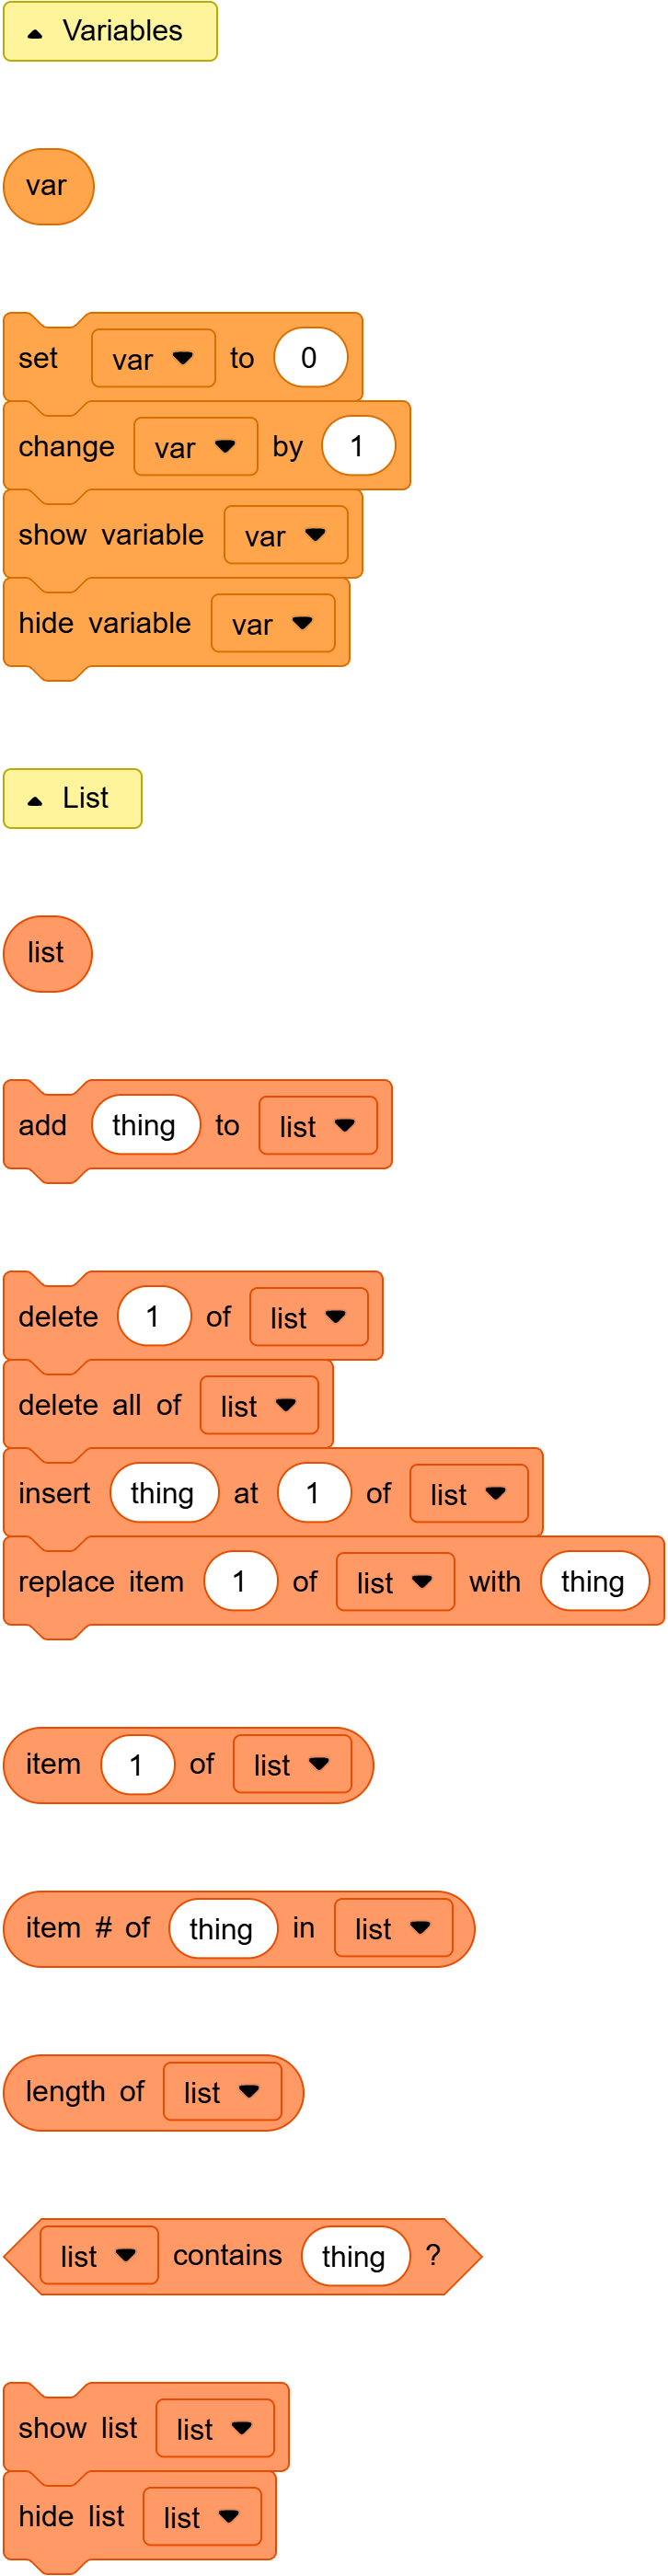 Variables
var
set var to 0
change var by 1
show variable var
hide variable var
List
list
add thing to list
delete 1 of list
delete all of list
insert thing at 1 of list
replace item 1 of list with thing
item 1 of list
item # of thing in list
length of list
list contains thing ?
show list list
hide list list